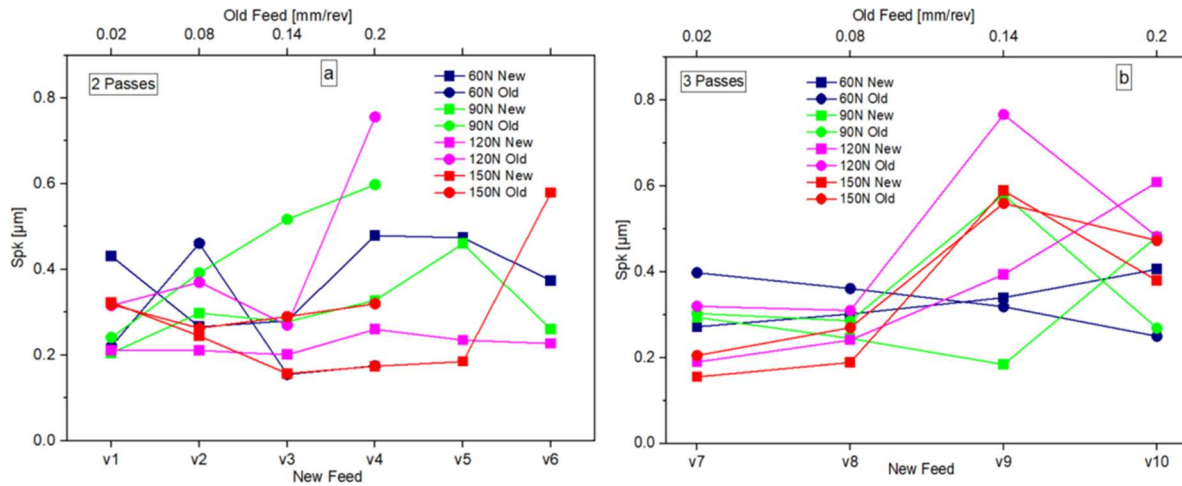 Old Feed [mm/rev]
0.02 0.08 0.14 0.2
2 Passes
a
60N New
60N Old
90N New
90N Old
120N New
120N Old
150N New
150N Old
0.8
0.6
0.4
0.2
0.0
Spk [µm]
v1 v2 v3 v4 v5 v6
New Feed
Old Feed [mm/rev]
0.02 0.08 0.14 0.2
3 Passes
b
60N New
60N Old
90N New
90N Old
120N New
120N Old
150N New
150N Old
0.8
0.6
0.4
0.2
0.0
Spk [µm]
v7 v8 v9 v10
New Feed